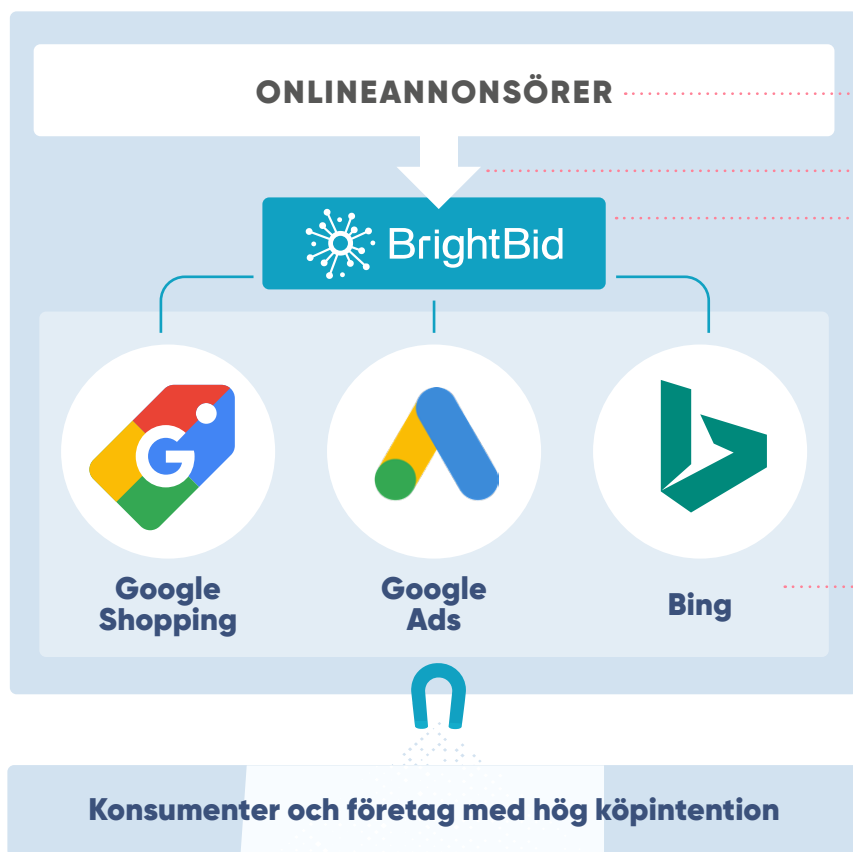 ONLINEANNONSÖRER
BrightBid
Google
Shopping
Google
Ads
Bing
Konsumenter och företag med hög köpintention